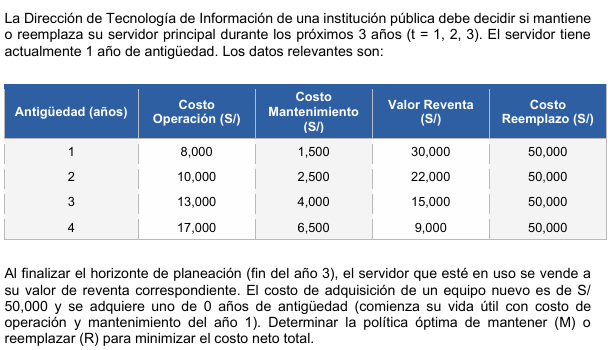 La Dirección de Tecnología de Información de una institución pública debe decidir si mantiene
o reemplaza su servidor principal durante los próximos 3 años (t = 1, 2, 3). El servidor tiene
actualmente 1 año de antigüedad. Los datos relevantes son:
Antigüedad (años) Costo Operación (S/) Costo Mantenimiento (S/) Valor Reventa (S/) Costo Reemplazo (S/)
1 8,000 1,500 30,000 50,000
2 10,000 2,500 22,000 50,000
3 13,000 4,000 15,000 50,000
4 17,000 6,500 9,000 50,000
Al finalizar el horizonte de planeación (fin del año 3), el servidor que esté en uso se vende a
su valor de reventa correspondiente. El costo de adquisición de un equipo nuevo es de S/
50,000 y se adquiere uno de 0 años de antigüedad (comienza su vida útil con costo de
operación y mantenimiento del año 1). Determinar la política óptima de mantener (M) o
reemplazar (R) para minimizar el costo neto total.